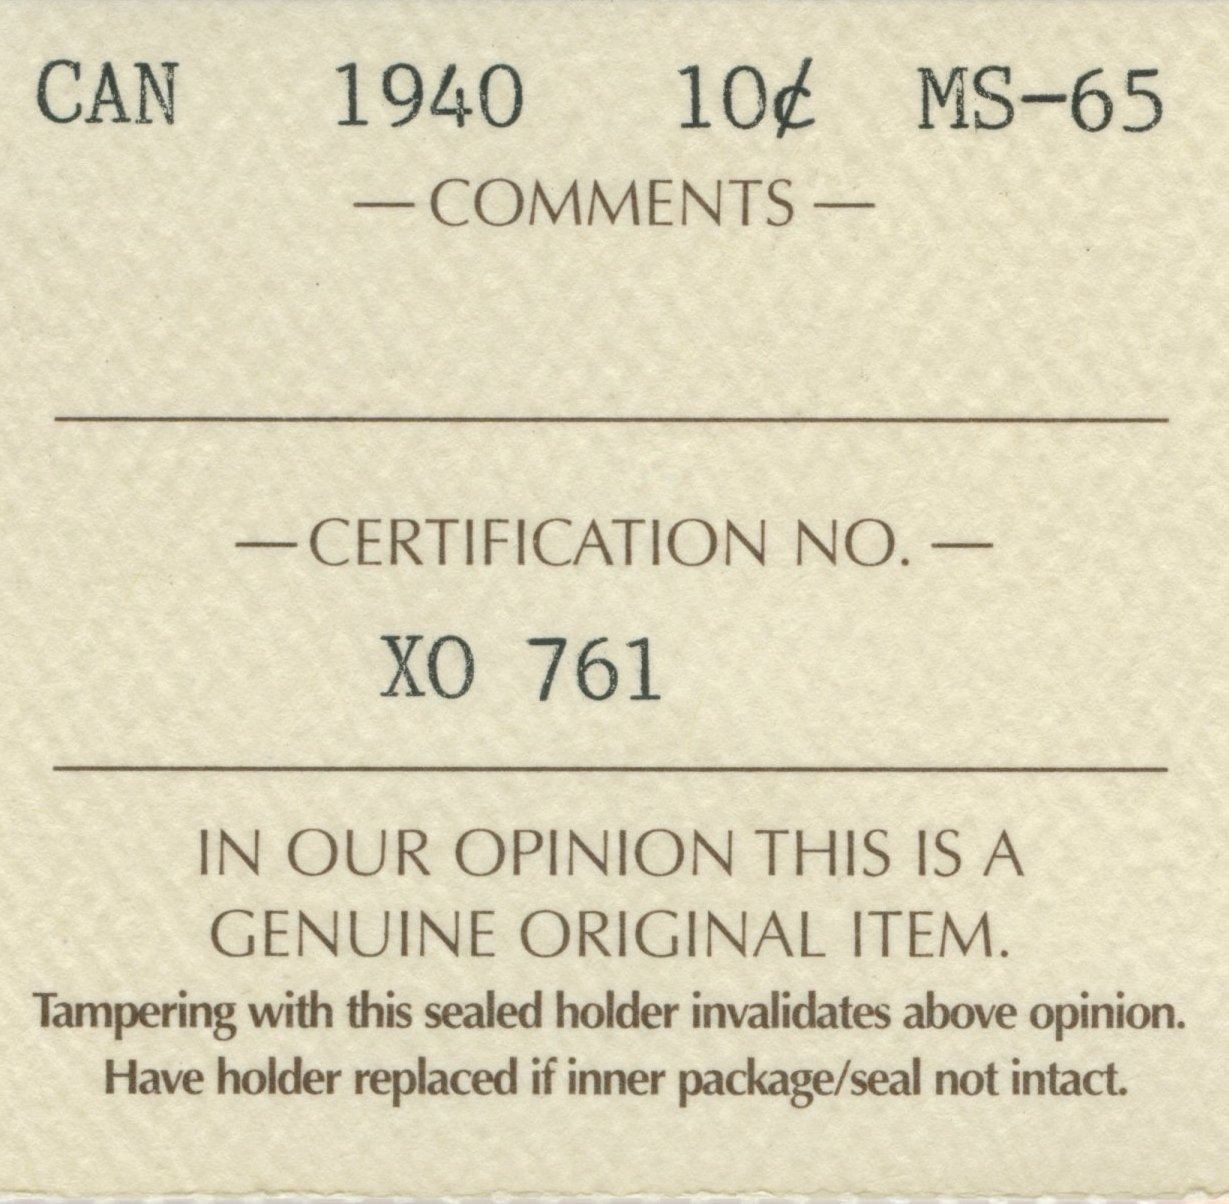 CAN 1940 10¢ MS-65
— COMMENTS —
— CERTIFICATION NO. —
XO 761
IN OUR OPINION THIS IS A
GENUINE ORIGINAL ITEM.
Tampering with this sealed holder invalidates above opinion.
Have holder replaced if inner package/seal not intact.